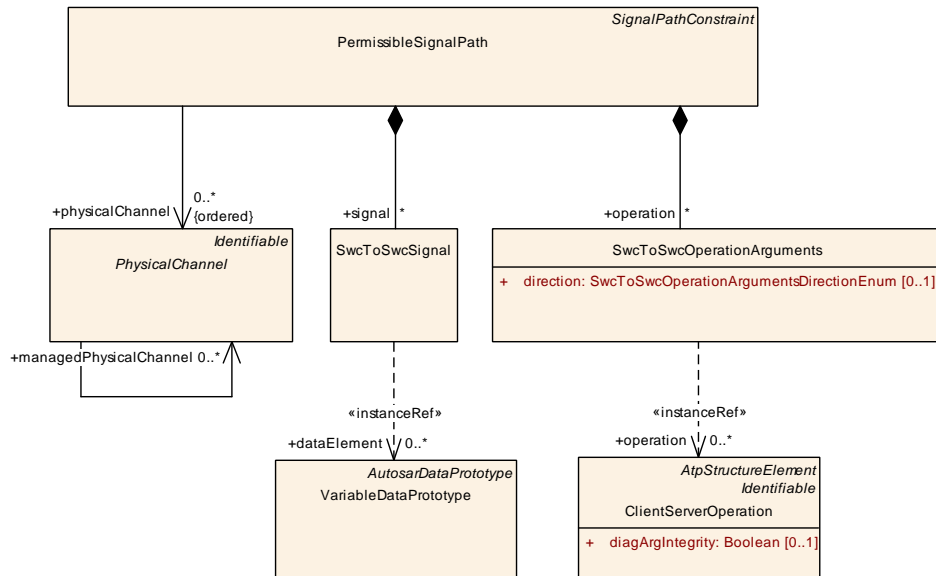 SignalPathConstraint
PermissibleSignalPath
+physicalChannel
0..*
{ordered}
+signal *
+operation *
Identifiable
PhysicalChannel
SwcToSwcSignal
SwcToSwcOperationArguments
+ direction: SwcToSwcOperationArgumentsDirectionEnum [0..1]
+managedPhysicalChannel 0..*
«instanceRef»
«instanceRef»
+dataElement 0..*
+operation 0..*
AutosarDataPrototype
VariableDataPrototype
AtpStructureElement
Identifiable
ClientServerOperation
+ diagArgIntegrity: Boolean [0..1]